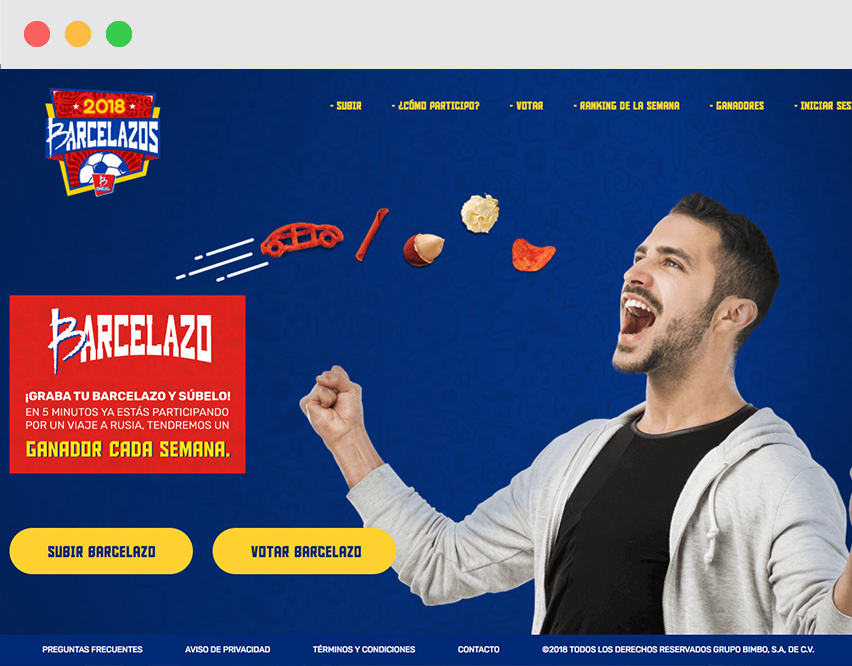 2018
BARCELAZOS
BARCEL
- SUBIR
- ¿CÓMO PARTICIPO?
- VOTAR
- RANKING DE LA SEMANA
- GANADORES
- INICIAR SES
BARCELAZO
¡GRABA TU BARCELAZO Y SÚBELO!
EN 5 MINUTOS YA ESTÁS PARTICIPANDO
POR UN VIAJE A RUSIA, TENDREMOS UN
GANADOR CADA SEMANA.
SUBIR BARCELAZO
VOTAR BARCELAZO
PREGUNTAS FRECUENTES
AVISO DE PRIVACIDAD
TÉRMINOS Y CONDICIONES
CONTACTO
©2018 TODOS LOS DERECHOS RESERVADOS GRUPO BIMBO, S.A, DE C.V.